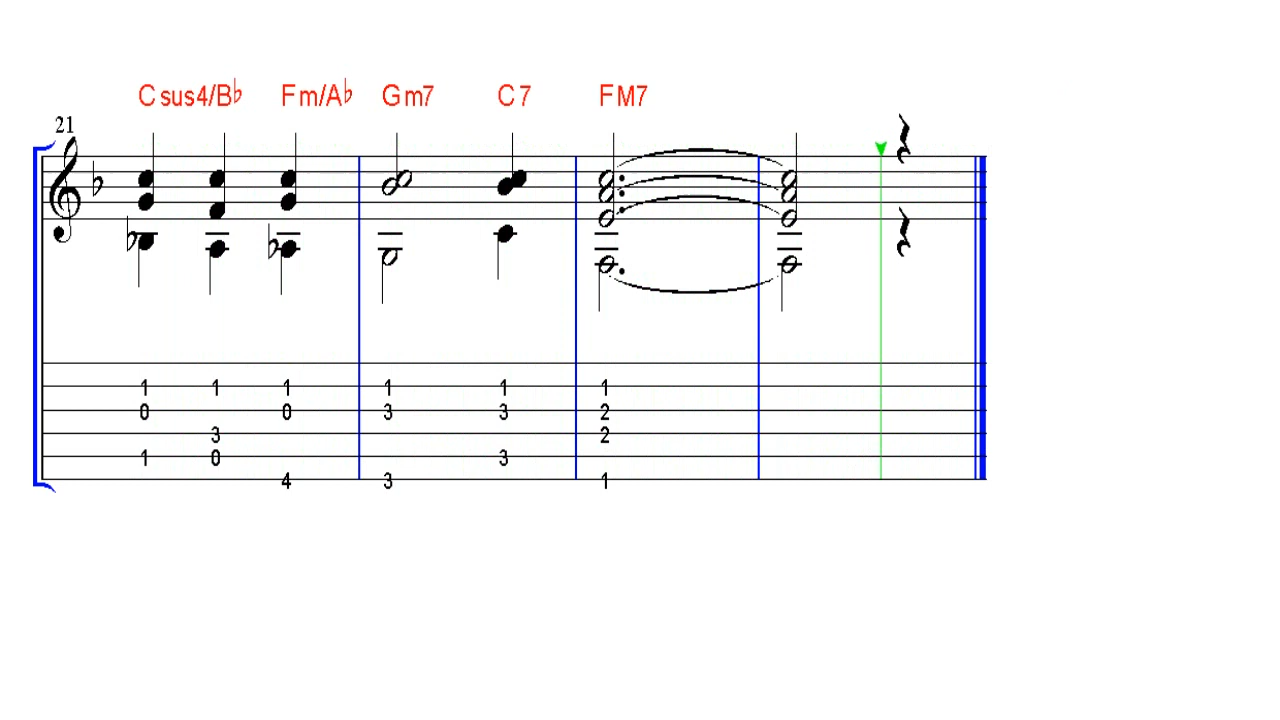 Csus4/B♭ Fm/A♭ Gm7 C7 FM7
21
1 1 1 1 1 1
0 0 3 3 2
3 2
1 0 3
4 3 1